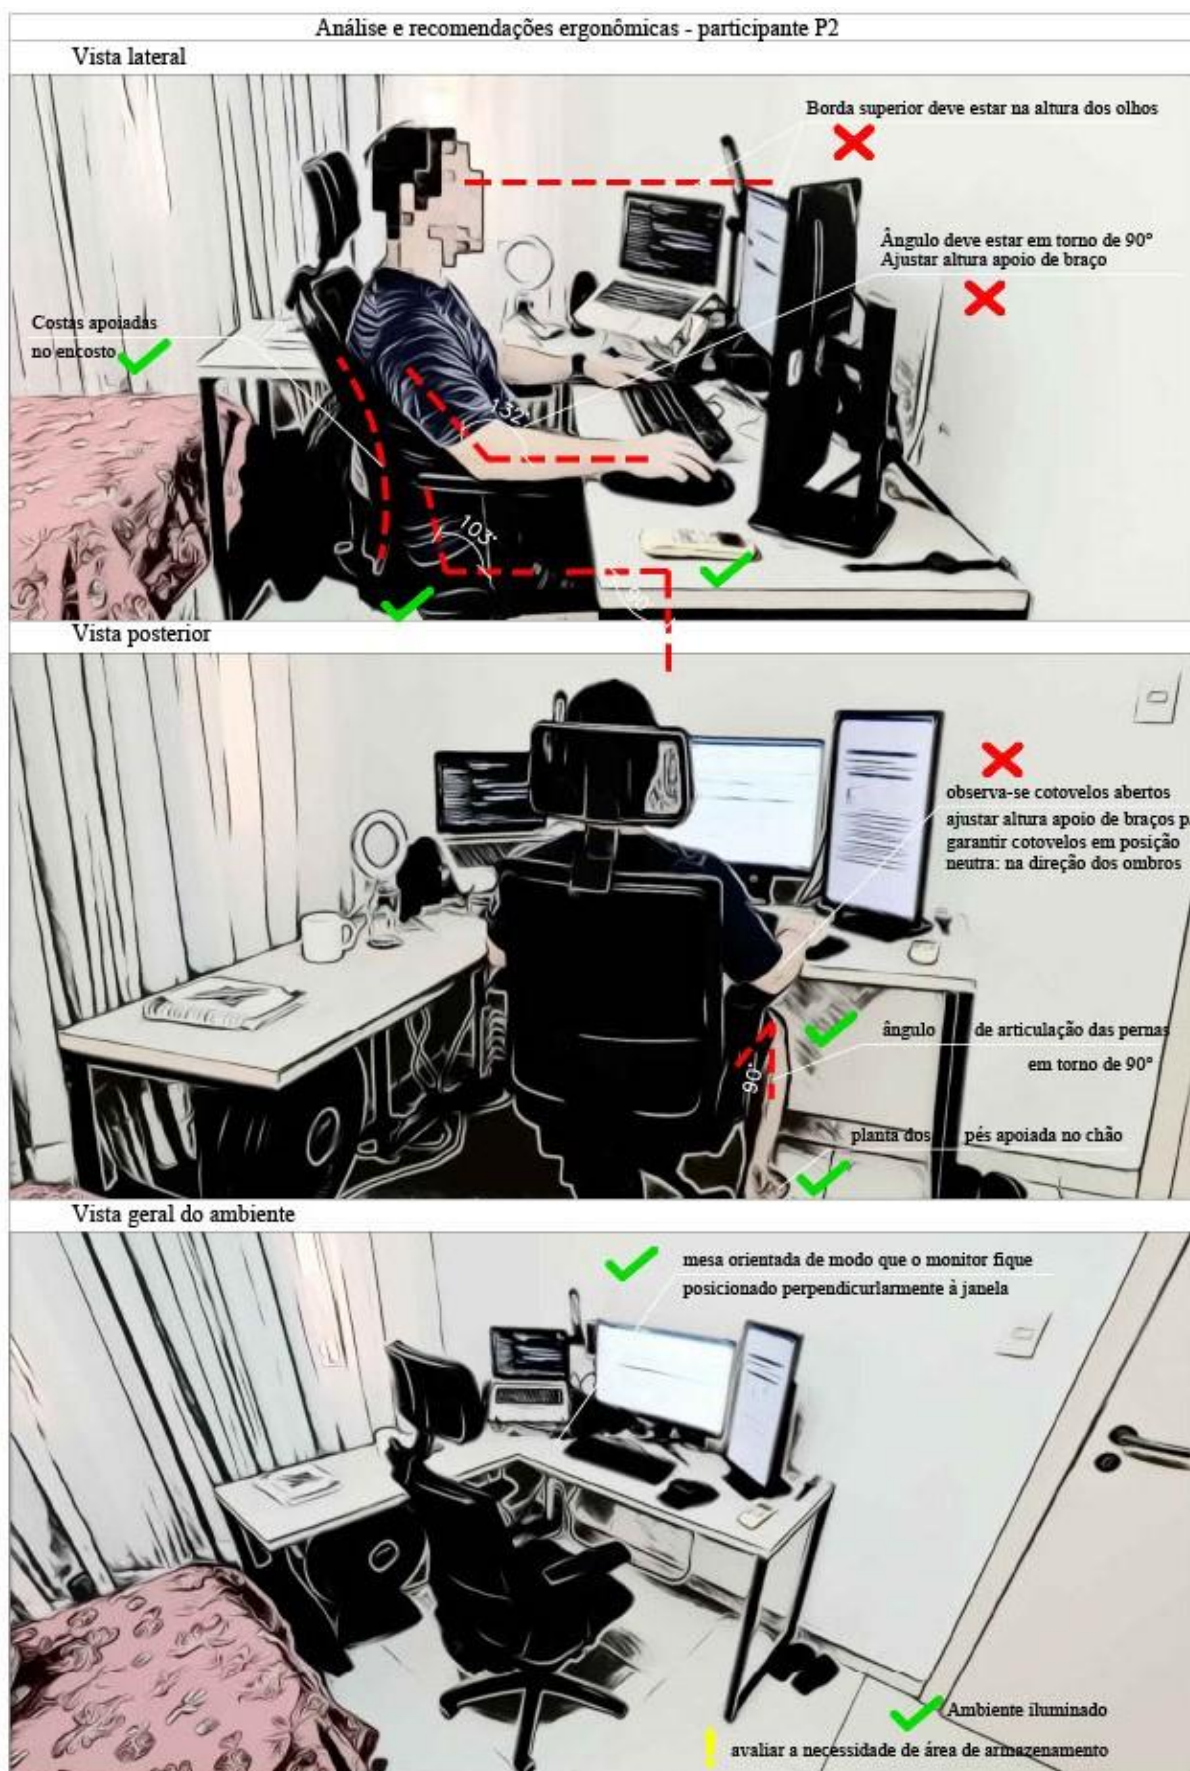 Análise e recomendações ergonômicas - participante P2
Vista lateral
Borda superior deve estar na altura dos olhos
Ângulo deve estar em torno de 90°
Ajustar altura apoio de braço
Costas apoiadas
no encosto
132°
103°
90°
Vista posterior
observa-se cotovelos abertos
ajustar altura apoio de braços p
garantir cotovelos em posição
neutra: na direção dos ombros
ângulo de articulação das pernas
em torno de 90°
90°
planta dos pés apoiada no chão
Vista geral do ambiente
mesa orientada de modo que o monitor fique
posicionado perpendicurlarmente à janela
Ambiente iluminado
avaliar a necessidade de área de armazenamento